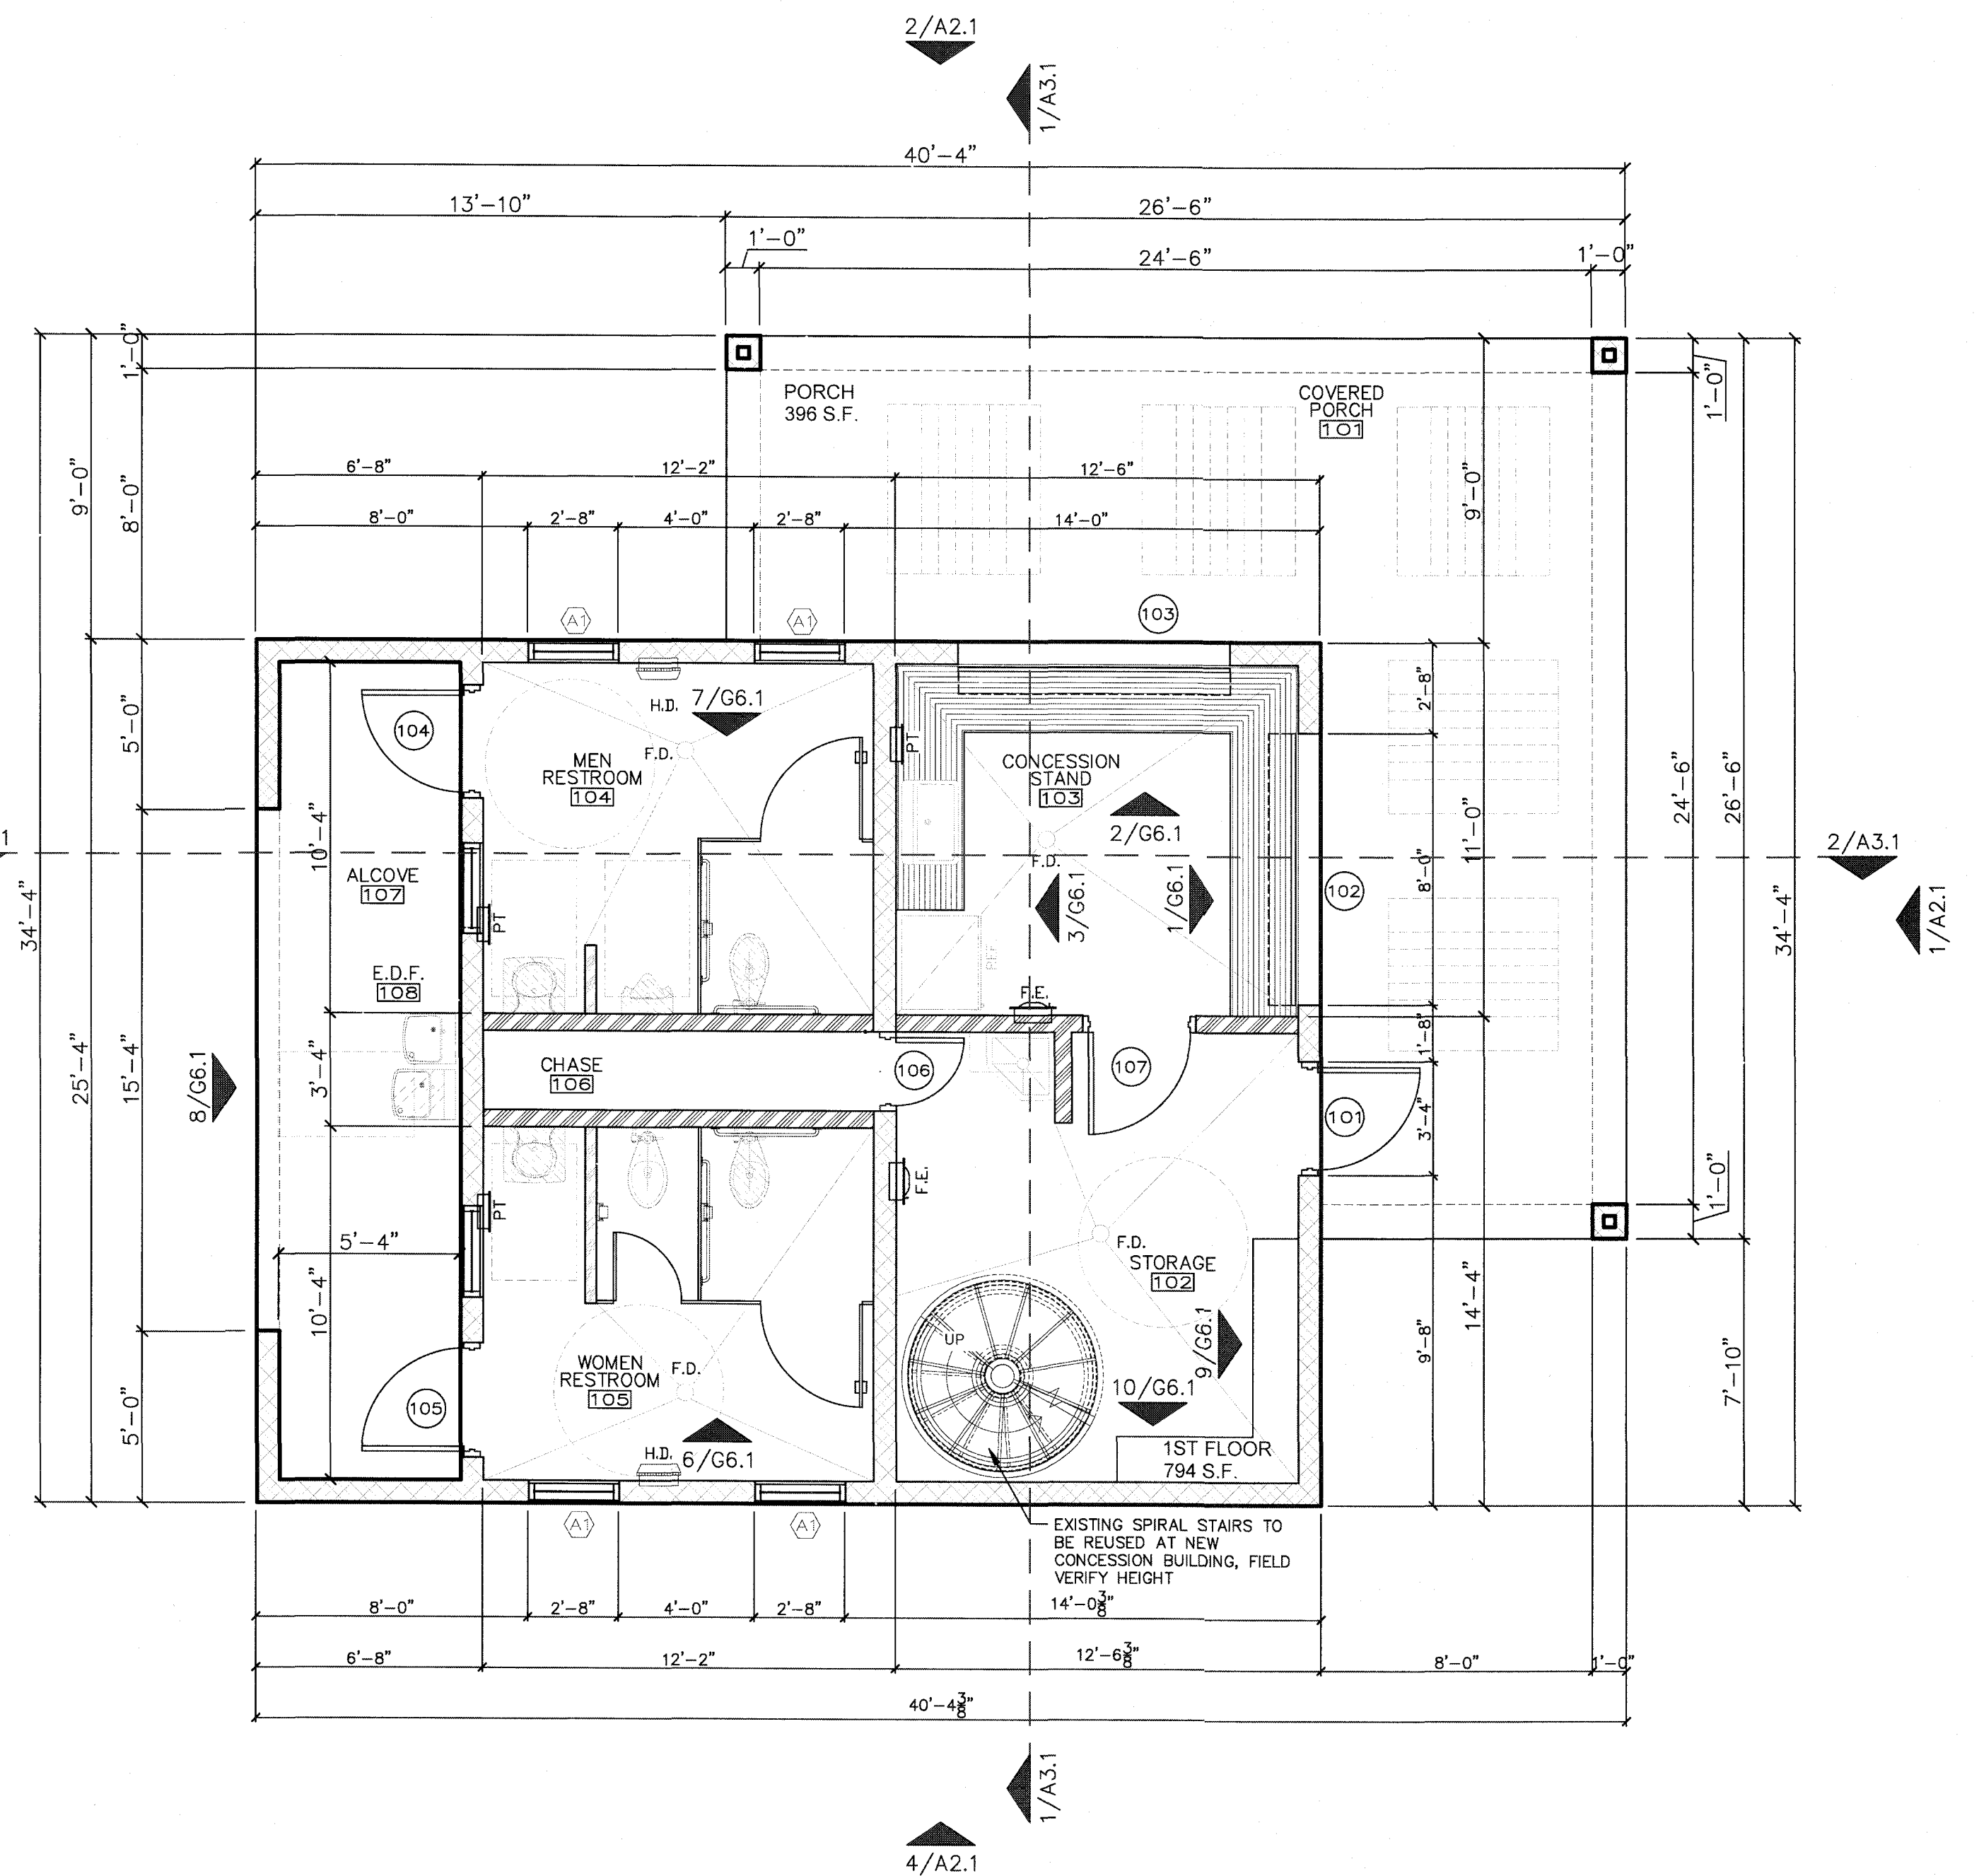 2/A2.1
1/A3.1
40'-4"
13'-10"
26'-6"
1'-0"
24'-6"
1'-0"
1'-0"
9'-0"
8'-0"
PORCH
396 S.F.
COVERED
PORCH
101
1'-0"
6'-8"
12'-2"
12'-6"
9'-0"
8'-0"
2'-8"
4'-0"
2'-8"
14'-0"
A1
A1
103
5'-0"
104
H.D.
7/G6.1
F.D.
MEN
RESTROOM
104
PT
CONCESSION
STAND
103
2/G6.1
F.D.
3/G6.1
1/G6.1
2'-8"
24'-6"
26'-6"
11'-0"
8'-0"
102
2/A3.1
1/A2.1
1
34'-4"
34'-4"
10'-4"
ALCOVE
107
PT
E.D.F.
108
REF
F.E.
25'-4"
15'-4"
8/G6.1
3'-4"
CHASE
106
106
107
1'-8"
101
3'-4"
1'-0"
PT
F.E.
5'-4"
10'-4"
F.D.
STORAGE
102
UP
9/G6.1
14'-4"
9'-8"
7'-10"
WOMEN
RESTROOM
105
F.D.
105
5'-0"
10/G6.1
H.D.
6/G6.1
1ST FLOOR
794 S.F.
A1
A1
EXISTING SPIRAL STAIRS TO
BE REUSED AT NEW
CONCESSION BUILDING, FIELD
VERIFY HEIGHT
8'-0"
2'-8"
4'-0"
2'-8"
14'-0 3/8"
6'-8"
12'-2"
12'-6 3/8"
8'-0"
1'-0"
40'-4 3/8"
1/A3.1
4/A2.1